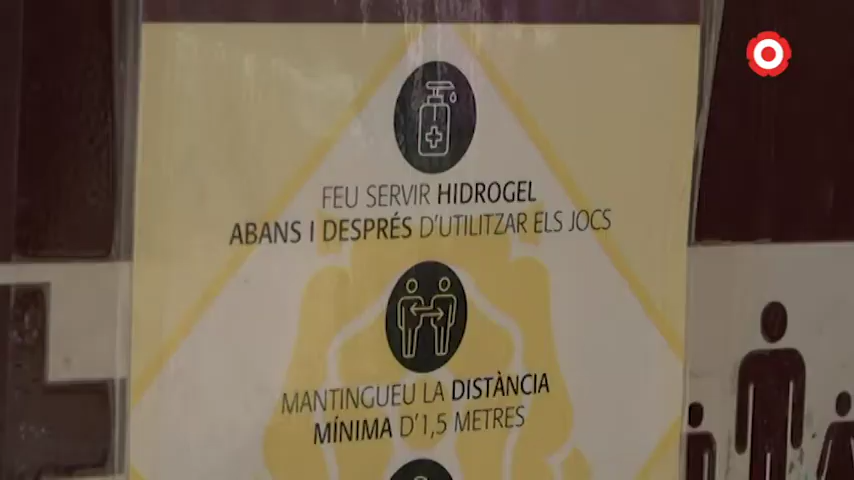 FEU SERVIR HIDROGEL
ABANS I DESPRÉS D'UTILITZAR ELS JOCS
MANTINGUEU LA DISTÀNCIA
MÍNIMA D'1,5 METRES